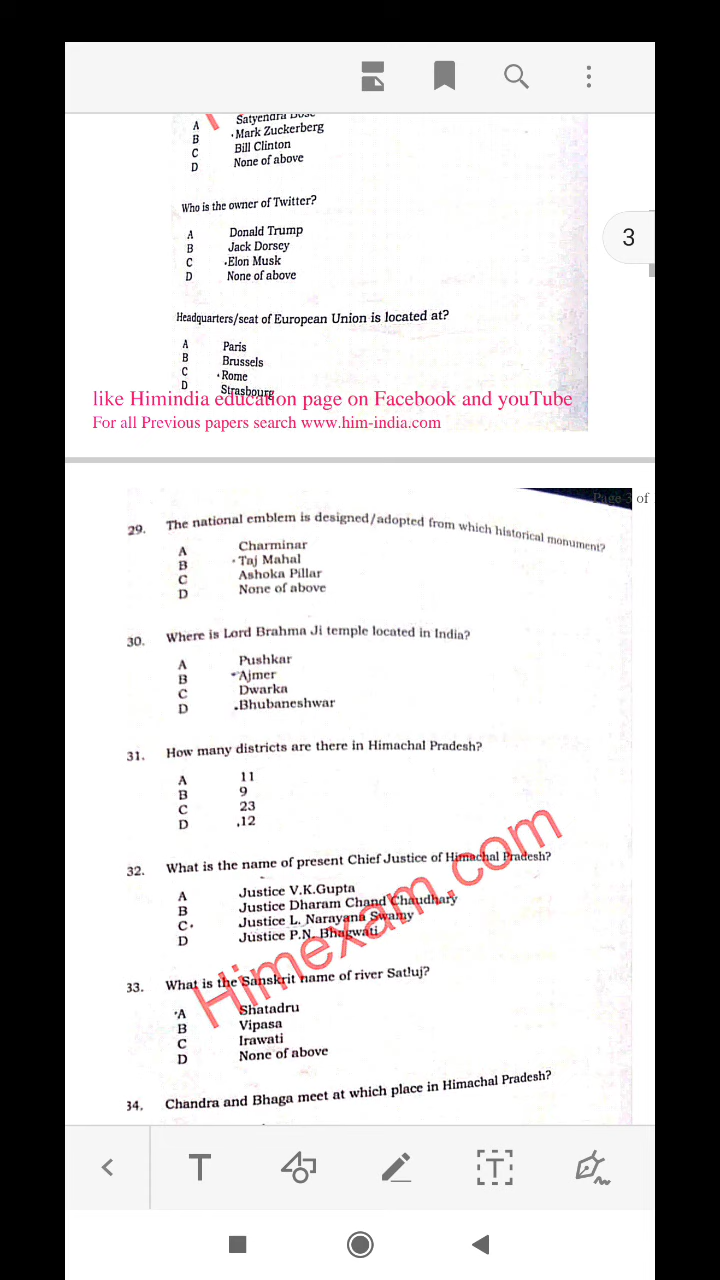 A Satyendra Bose
B Mark Zuckerberg
C Bill Clinton
D None of above
Who is the owner of Twitter?
A Donald Trump
B Jack Dorsey
C Elon Musk
D None of above
Headquarters/seat of European Union is located at?
A Paris
B Brussels
C Rome
D Strasbourg
3
like Himindia education page on Facebook and youTube
For all Previous papers search www.him-india.com
Page 3 of
29. The national emblem is designed/adopted from which historical monument?
A Charminar
B Taj Mahal
C Ashoka Pillar
D None of above
30. Where is Lord Brahma Ji temple located in India?
A Pushkar
B Ajmer
C Dwarka
D Bhubaneshwar
31. How many districts are there in Himachal Pradesh?
A 11
B 9
C 23
D 12
32. What is the name of present Chief Justice of Himachal Pradesh?
A Justice V.K.Gupta
B Justice Dharam Chand Chaudhary
C Justice L. Narayana Swamy
D Justice P.N. Bhagwati
Himexam.com
33. What is the Sanskrit name of river Satluj?
A Shatadru
B Vipasa
C Irawati
D None of above
34. Chandra and Bhaga meet at which place in Himachal Pradesh?
T
T